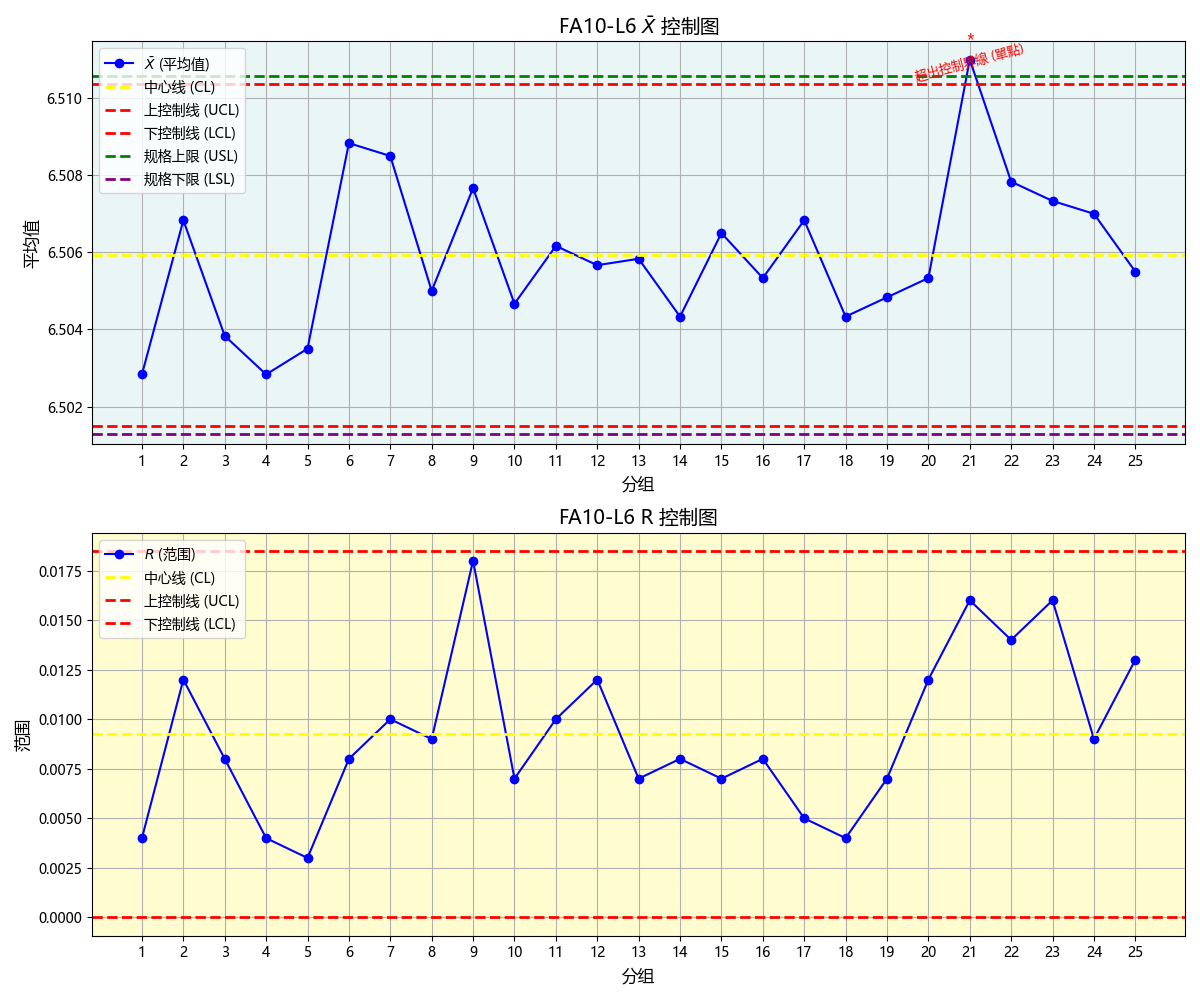 FA10-L6 X̄ 控制图
*
超出控制界線 (單點)
X̄ (平均值)
中心线 (CL)
上控制线 (UCL)
下控制线 (LCL)
规格上限 (USL)
规格下限 (LSL)
平均值
6.510
6.508
6.506
6.504
6.502
1 2 3 4 5 6 7 8 9 10 11 12 13 14 15 16 17 18 19 20 21 22 23 24 25
分组
FA10-L6 R 控制图
R (范围)
中心线 (CL)
上控制线 (UCL)
下控制线 (LCL)
范围
0.0175
0.0150
0.0125
0.0100
0.0075
0.0050
0.0025
0.0000
1 2 3 4 5 6 7 8 9 10 11 12 13 14 15 16 17 18 19 20 21 22 23 24 25
分组